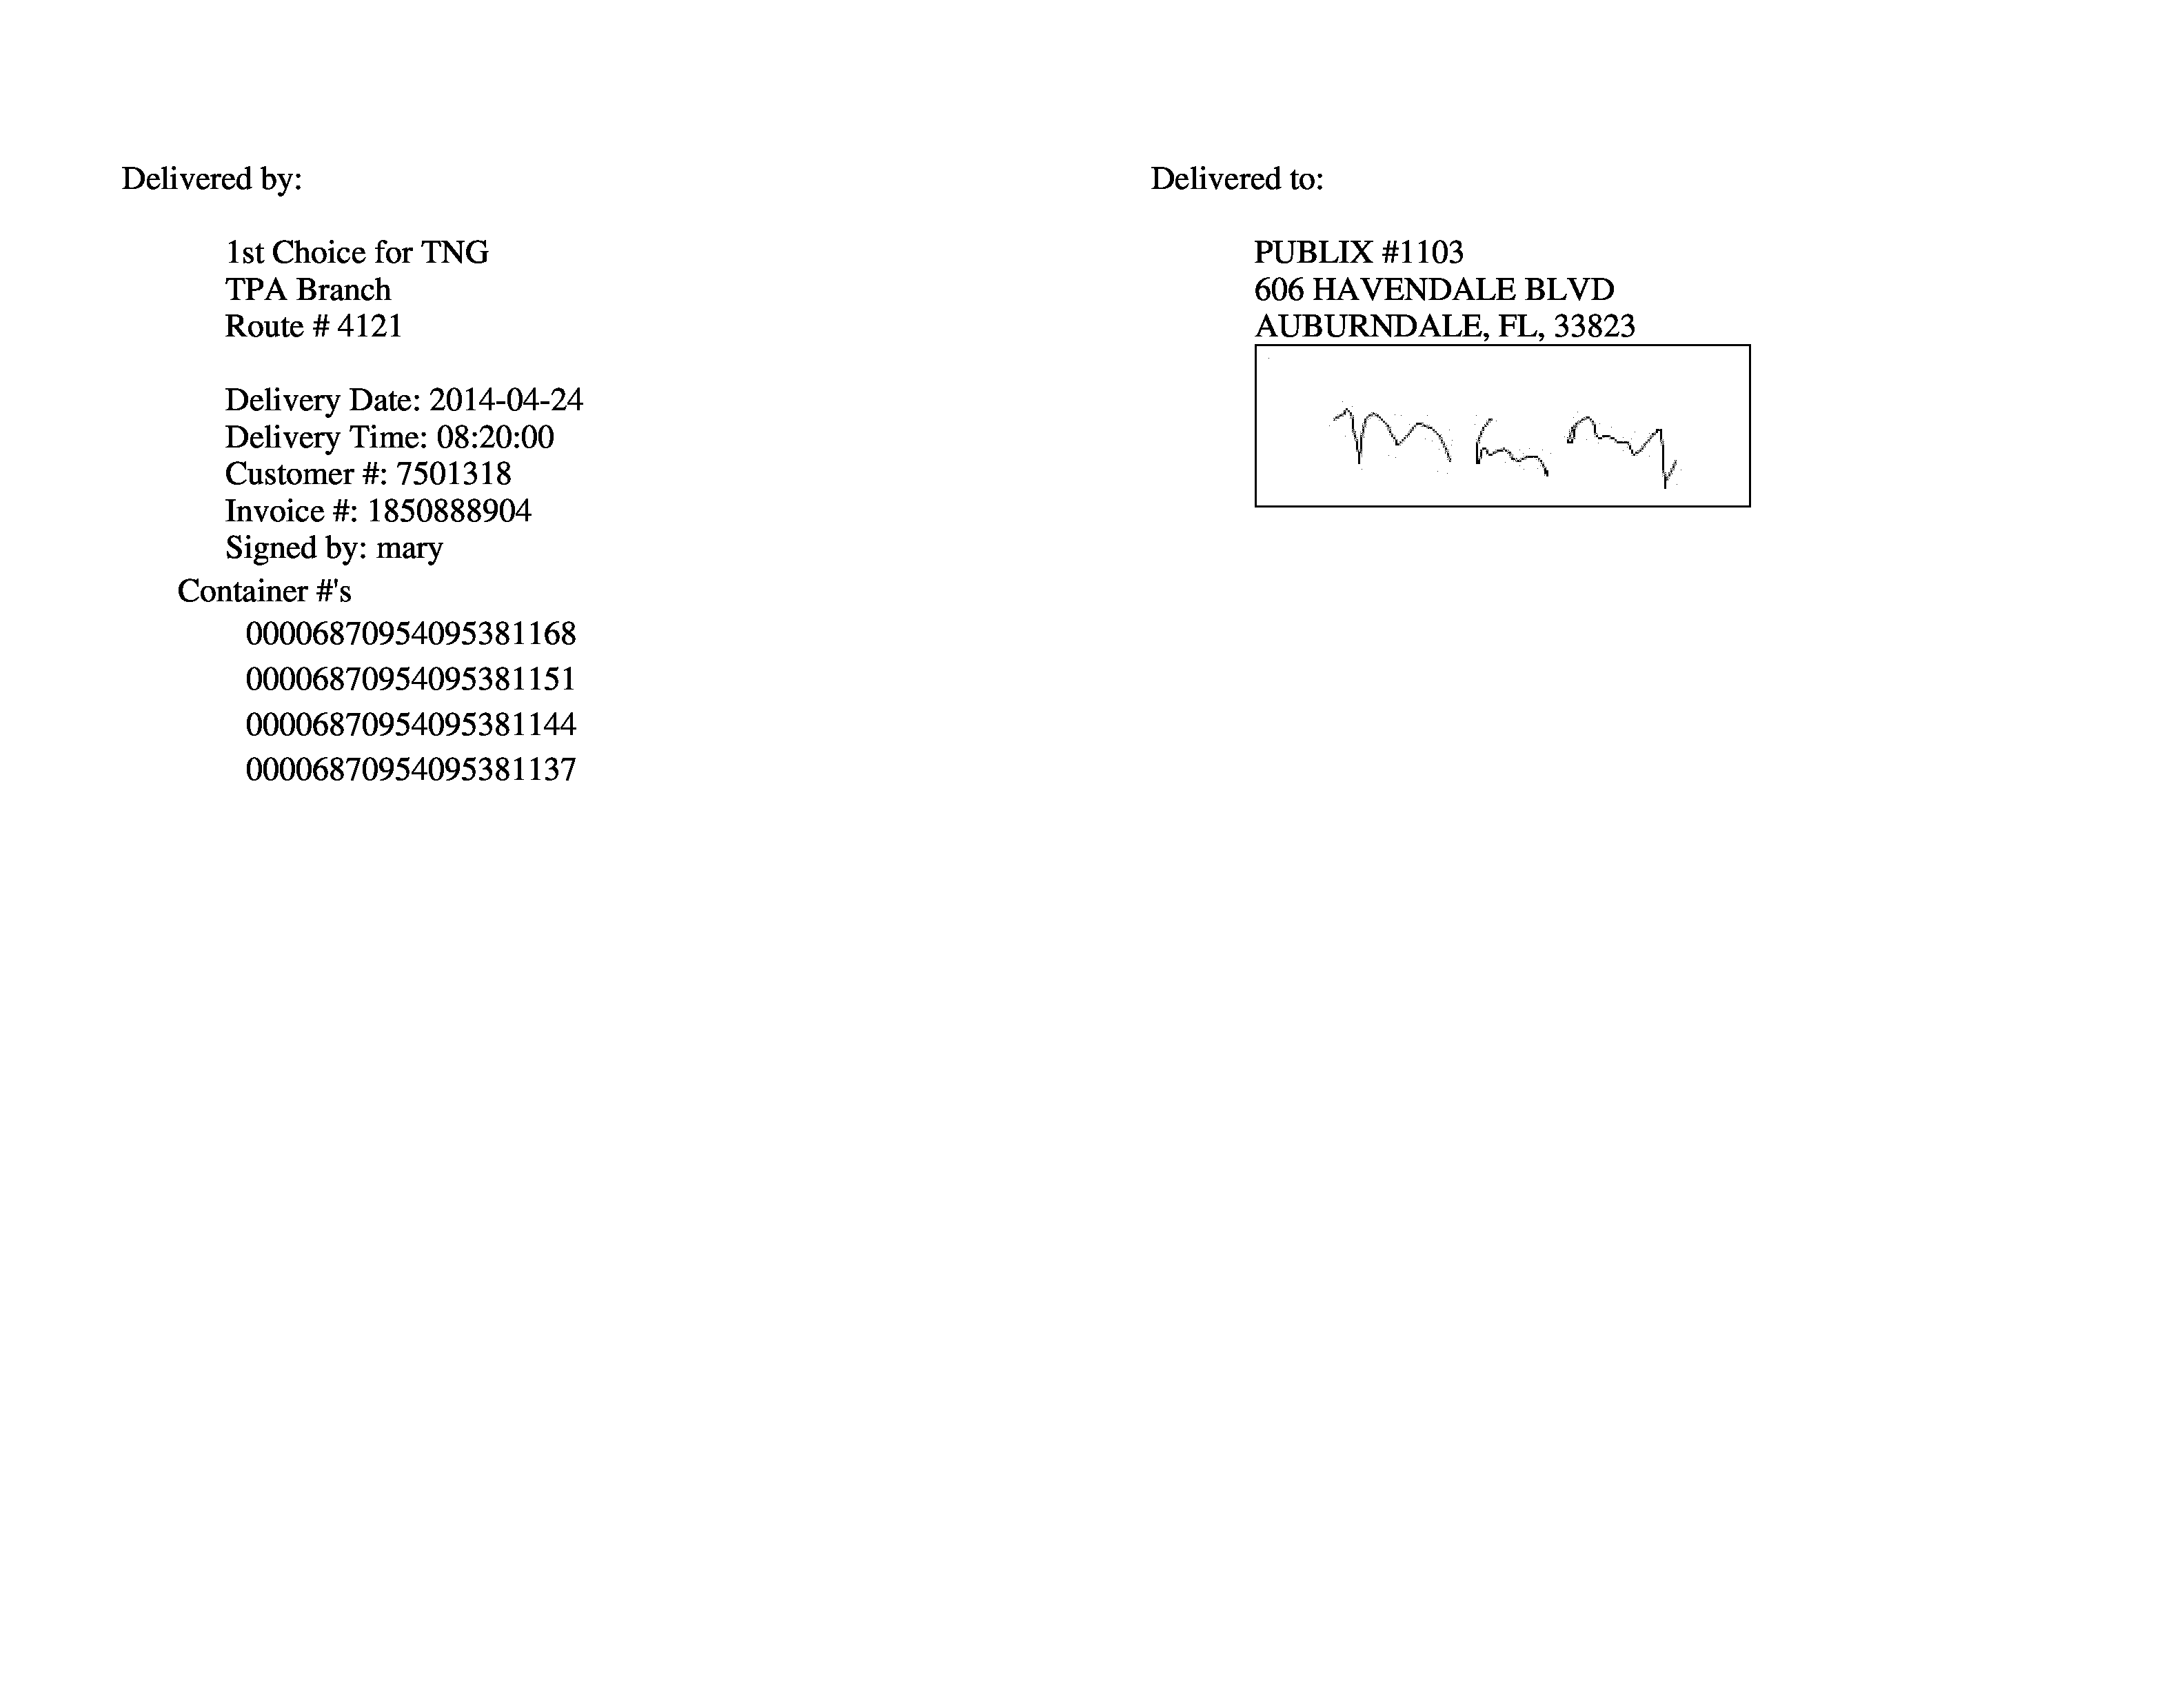 Delivered by:
1st Choice for TNG
TPA Branch
Route # 4121
Delivery Date: 2014-04-24
Delivery Time: 08:20:00
Customer #: 7501318
Invoice #: 1850888904
Signed by: mary
Container #'s
00006870954095381168
00006870954095381151
00006870954095381144
00006870954095381137
Delivered to:
PUBLIX #1103
606 HAVENDALE BLVD
AUBURNDALE, FL, 33823